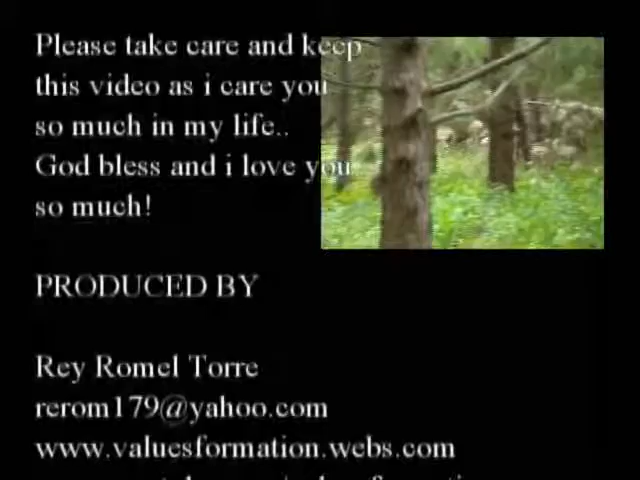 Please take care and keep
this video as i care you
so much in my life..
God bless and i love you
so much!
PRODUCED BY
Rey Romel Torre
rerom179@yahoo.com
www.valuesformation.webs.com